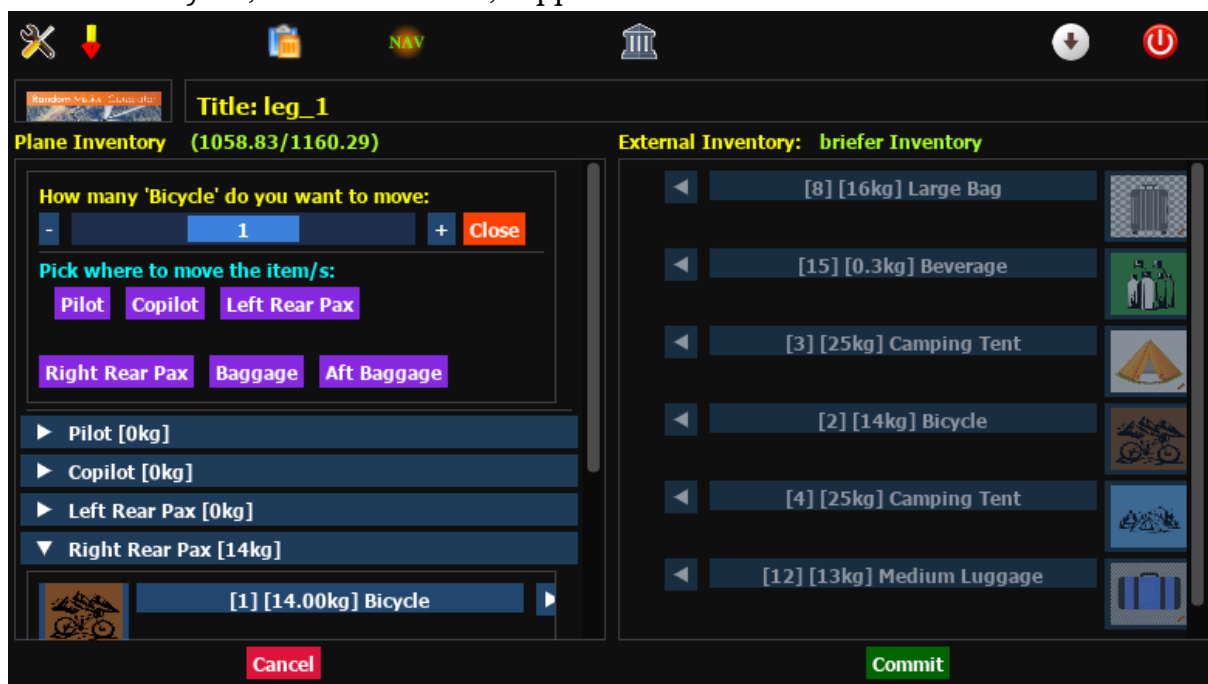 NAV
Title: leg_1
Plane Inventory (1058.83/1160.29)
External Inventory: briefer Inventory
How many 'Bicycle' do you want to move:
- 1 + Close
Pick where to move the item/s:
Pilot Copilot Left Rear Pax
Right Rear Pax Baggage Aft Baggage
Pilot [0kg]
Copilot [0kg]
Left Rear Pax [0kg]
Right Rear Pax [14kg]
[1] [14.00kg] Bicycle
[8] [16kg] Large Bag
[15] [0.3kg] Beverage
[3] [25kg] Camping Tent
[2] [14kg] Bicycle
[4] [25kg] Camping Tent
[12] [13kg] Medium Luggage
Cancel
Commit